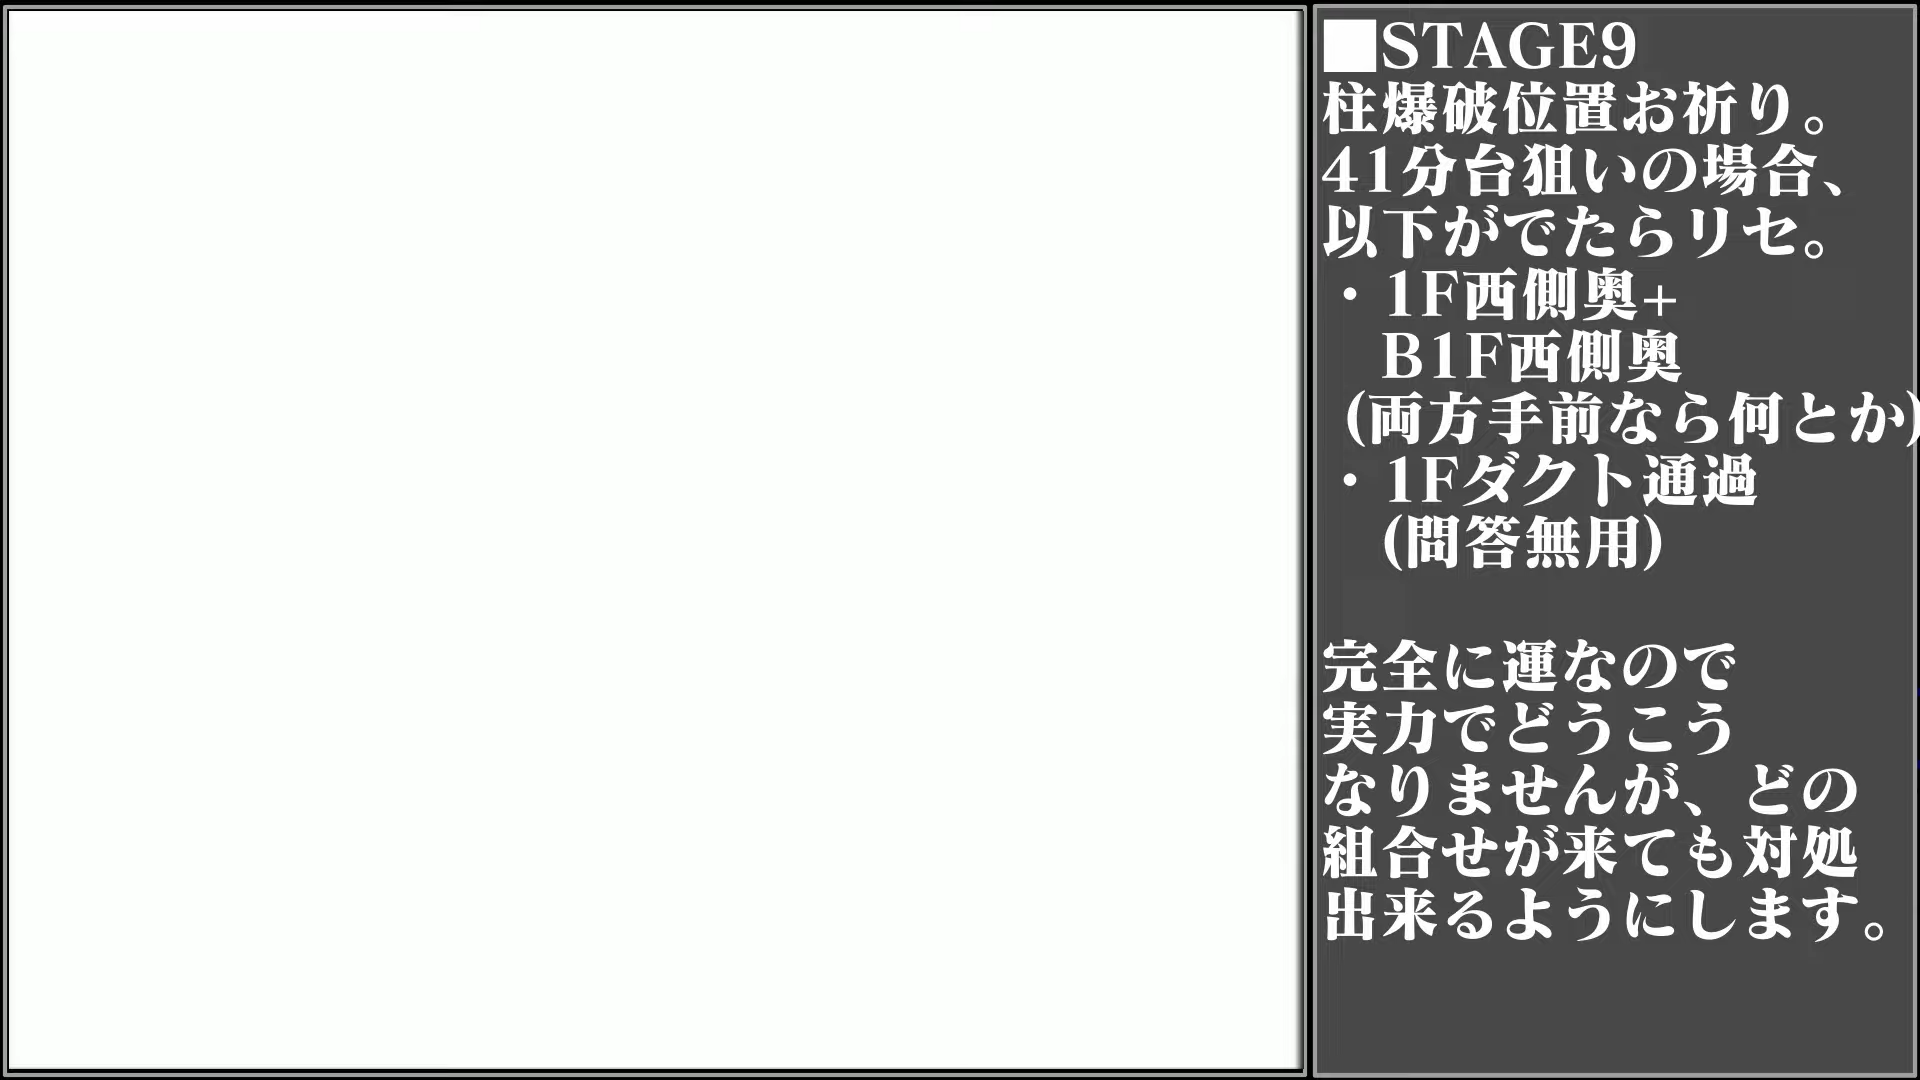 ■STAGE9
柱爆破位置お祈り。
41分台狙いの場合、
以下がでたらリセ。
・1F西側奥+
B1F西側奥
(両方手前なら何とか)
・1Fダクト通過
(問答無用)
完全に運なので
実力でどうこう
なりませんが、どの
組合せが来ても対処
出来るようにします。